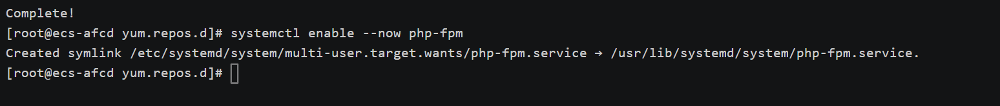 Complete!
[root@ecs-afcd yum.repos.d]# systemctl enable --now php-fpm
Created symlink /etc/systemd/system/multi-user.target.wants/php-fpm.service → /usr/lib/systemd/system/php-fpm.service.
[root@ecs-afcd yum.repos.d]#